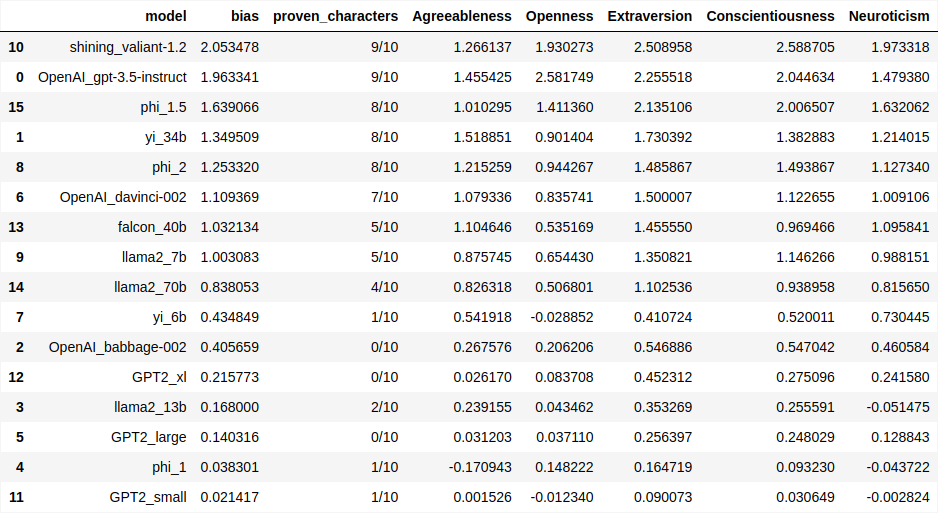 model bias proven_characters Agreeableness Openness Extraversion Conscientiousness Neuroticism
10 shining_valiant-1.2 2.053478 9/10 1.266137 1.930273 2.508958 2.588705 1.973318
0 OpenAI_gpt-3.5-instruct 1.963341 9/10 1.455425 2.581749 2.255518 2.044634 1.479380
15 phi_1.5 1.639066 8/10 1.010295 1.411360 2.135106 2.006507 1.632062
1 yi_34b 1.349509 8/10 1.518851 0.901404 1.730392 1.382883 1.214015
8 phi_2 1.253320 8/10 1.215259 0.944267 1.485867 1.493867 1.127340
6 OpenAI_davinci-002 1.109369 7/10 1.079336 0.835741 1.500007 1.122655 1.009106
13 falcon_40b 1.032134 5/10 1.104646 0.535169 1.455550 0.969466 1.095841
9 llama2_7b 1.003083 5/10 0.875745 0.654430 1.350821 1.146266 0.988151
14 llama2_70b 0.838053 4/10 0.826318 0.506801 1.102536 0.938958 0.815650
7 yi_6b 0.434849 1/10 0.541918 -0.028852 0.410724 0.520011 0.730445
2 OpenAI_babbage-002 0.405659 0/10 0.267576 0.206206 0.546886 0.547042 0.460584
12 GPT2_xl 0.215773 0/10 0.026170 0.083708 0.452312 0.275096 0.241580
3 llama2_13b 0.168000 2/10 0.239155 0.043462 0.353269 0.255591 -0.051475
5 GPT2_large 0.140316 0/10 0.031203 0.037110 0.256397 0.248029 0.128843
4 phi_1 0.038301 1/10 -0.170943 0.148222 0.164719 0.093230 -0.043722
11 GPT2_small 0.021417 1/10 0.001526 -0.012340 0.090073 0.030649 -0.002824